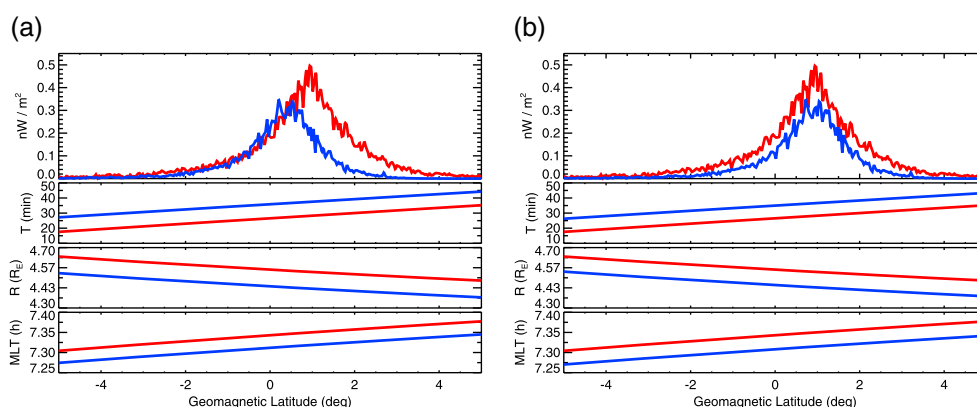 (a)
(b)
0.5
0.4
0.3
0.2
0.1
0.0
nW / m²
50
40
30
20
10
T (min)
4.70
4.57
4.43
4.30
R (R_E)
7.40
7.35
7.30
7.25
MLT (h)
-4 -2 0 2 4
Geomagnetic Latitude (deg)
0.5
0.4
0.3
0.2
0.1
0.0
nW / m²
50
40
30
20
10
T (min)
4.70
4.57
4.43
4.30
R (R_E)
7.40
7.35
7.30
7.25
MLT (h)
-4 -2 0 2 4
Geomagnetic Latitude (deg)